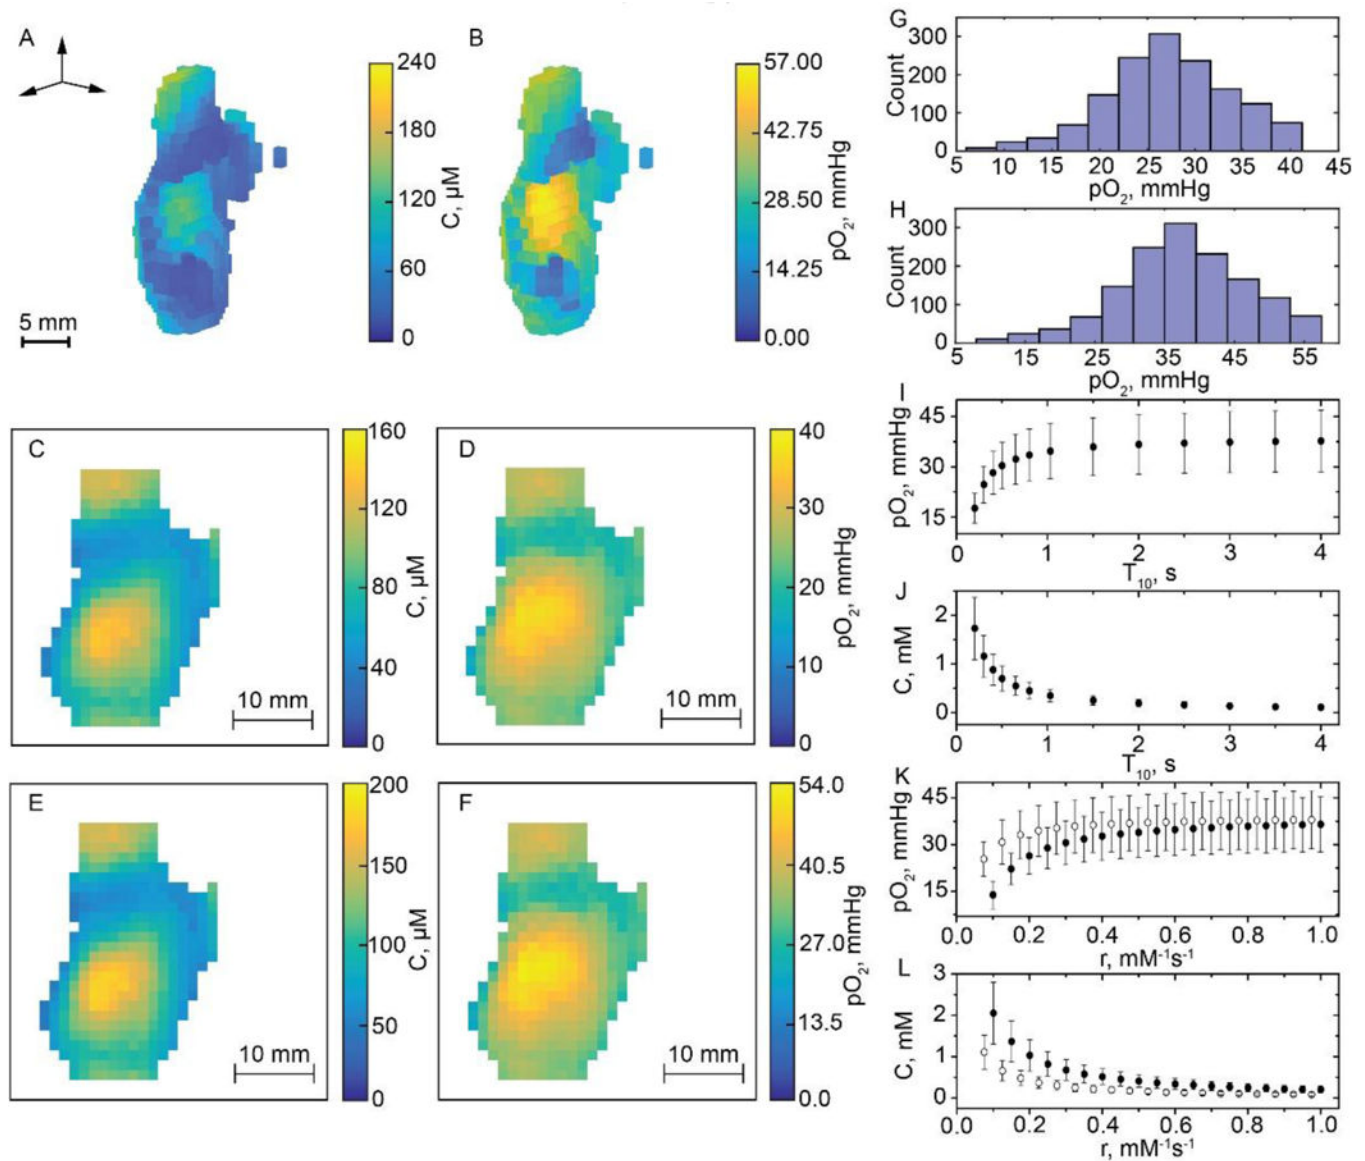 A
240
180
120
60
0
C, µM
5 mm
B
57.00
42.75
28.50
14.25
0.00
pO2, mmHg
C
160
120
80
40
0
C, µM
10 mm
D
40
30
20
10
0
pO2, mmHg
10 mm
E
200
150
100
50
0
C, µM
10 mm
F
54.0
40.5
27.0
13.5
0.0
pO2, mmHg
10 mm
G
300
200
100
0
Count
5 10 15 20 25 30 35 40 45
pO2, mmHg
H
300
200
100
0
Count
5 15 25 35 45 55
pO2, mmHg
I
45
30
15
pO2, mmHg
0 1 2 3 4
T10, s
J
2
1
0
C, mM
0 1 2 3 4
T10, s
K
45
30
15
pO2, mmHg
0.0 0.2 0.4 0.6 0.8 1.0
r, mM-1s-1
L
3
2
1
0
C, mM
0.0 0.2 0.4 0.6 0.8 1.0
r, mM-1s-1